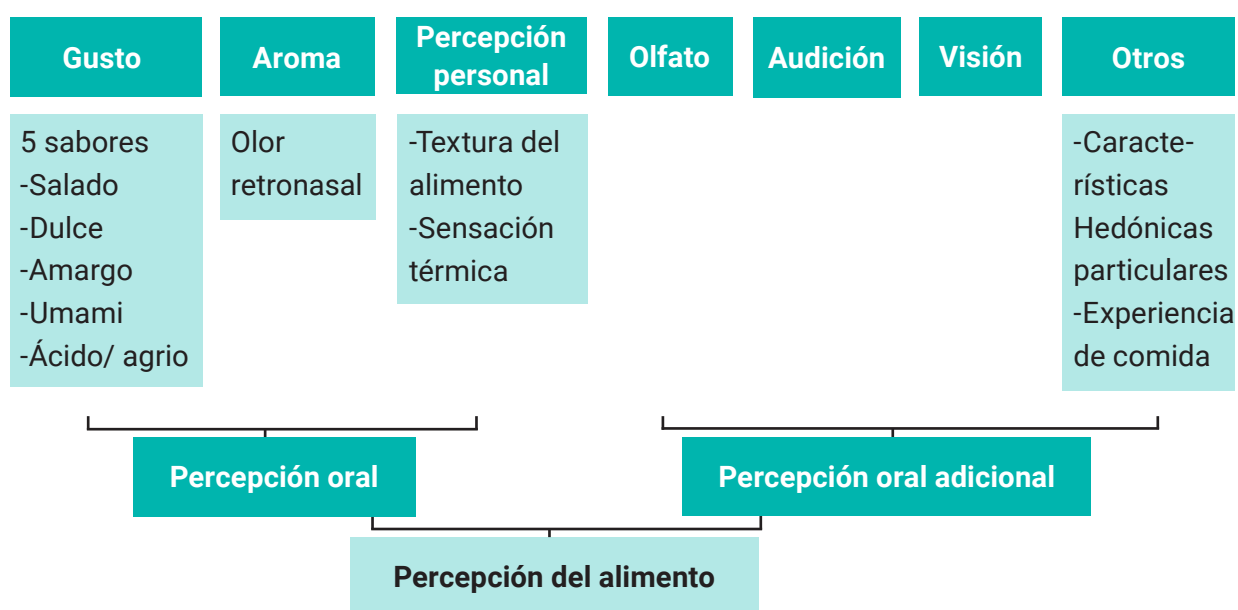 Gusto
Aroma
Percepción
personal
Olfato
Audición
Visión
Otros
5 sabores
-Salado
-Dulce
-Amargo
-Umami
-Ácido/ agrio
Olor
retronasal
-Textura del
alimento
-Sensación
térmica
-Caracte-
rísticas
Hedónicas
particulares
-Experiencia
de comida
Percepción oral
Percepción oral adicional
Percepción del alimento